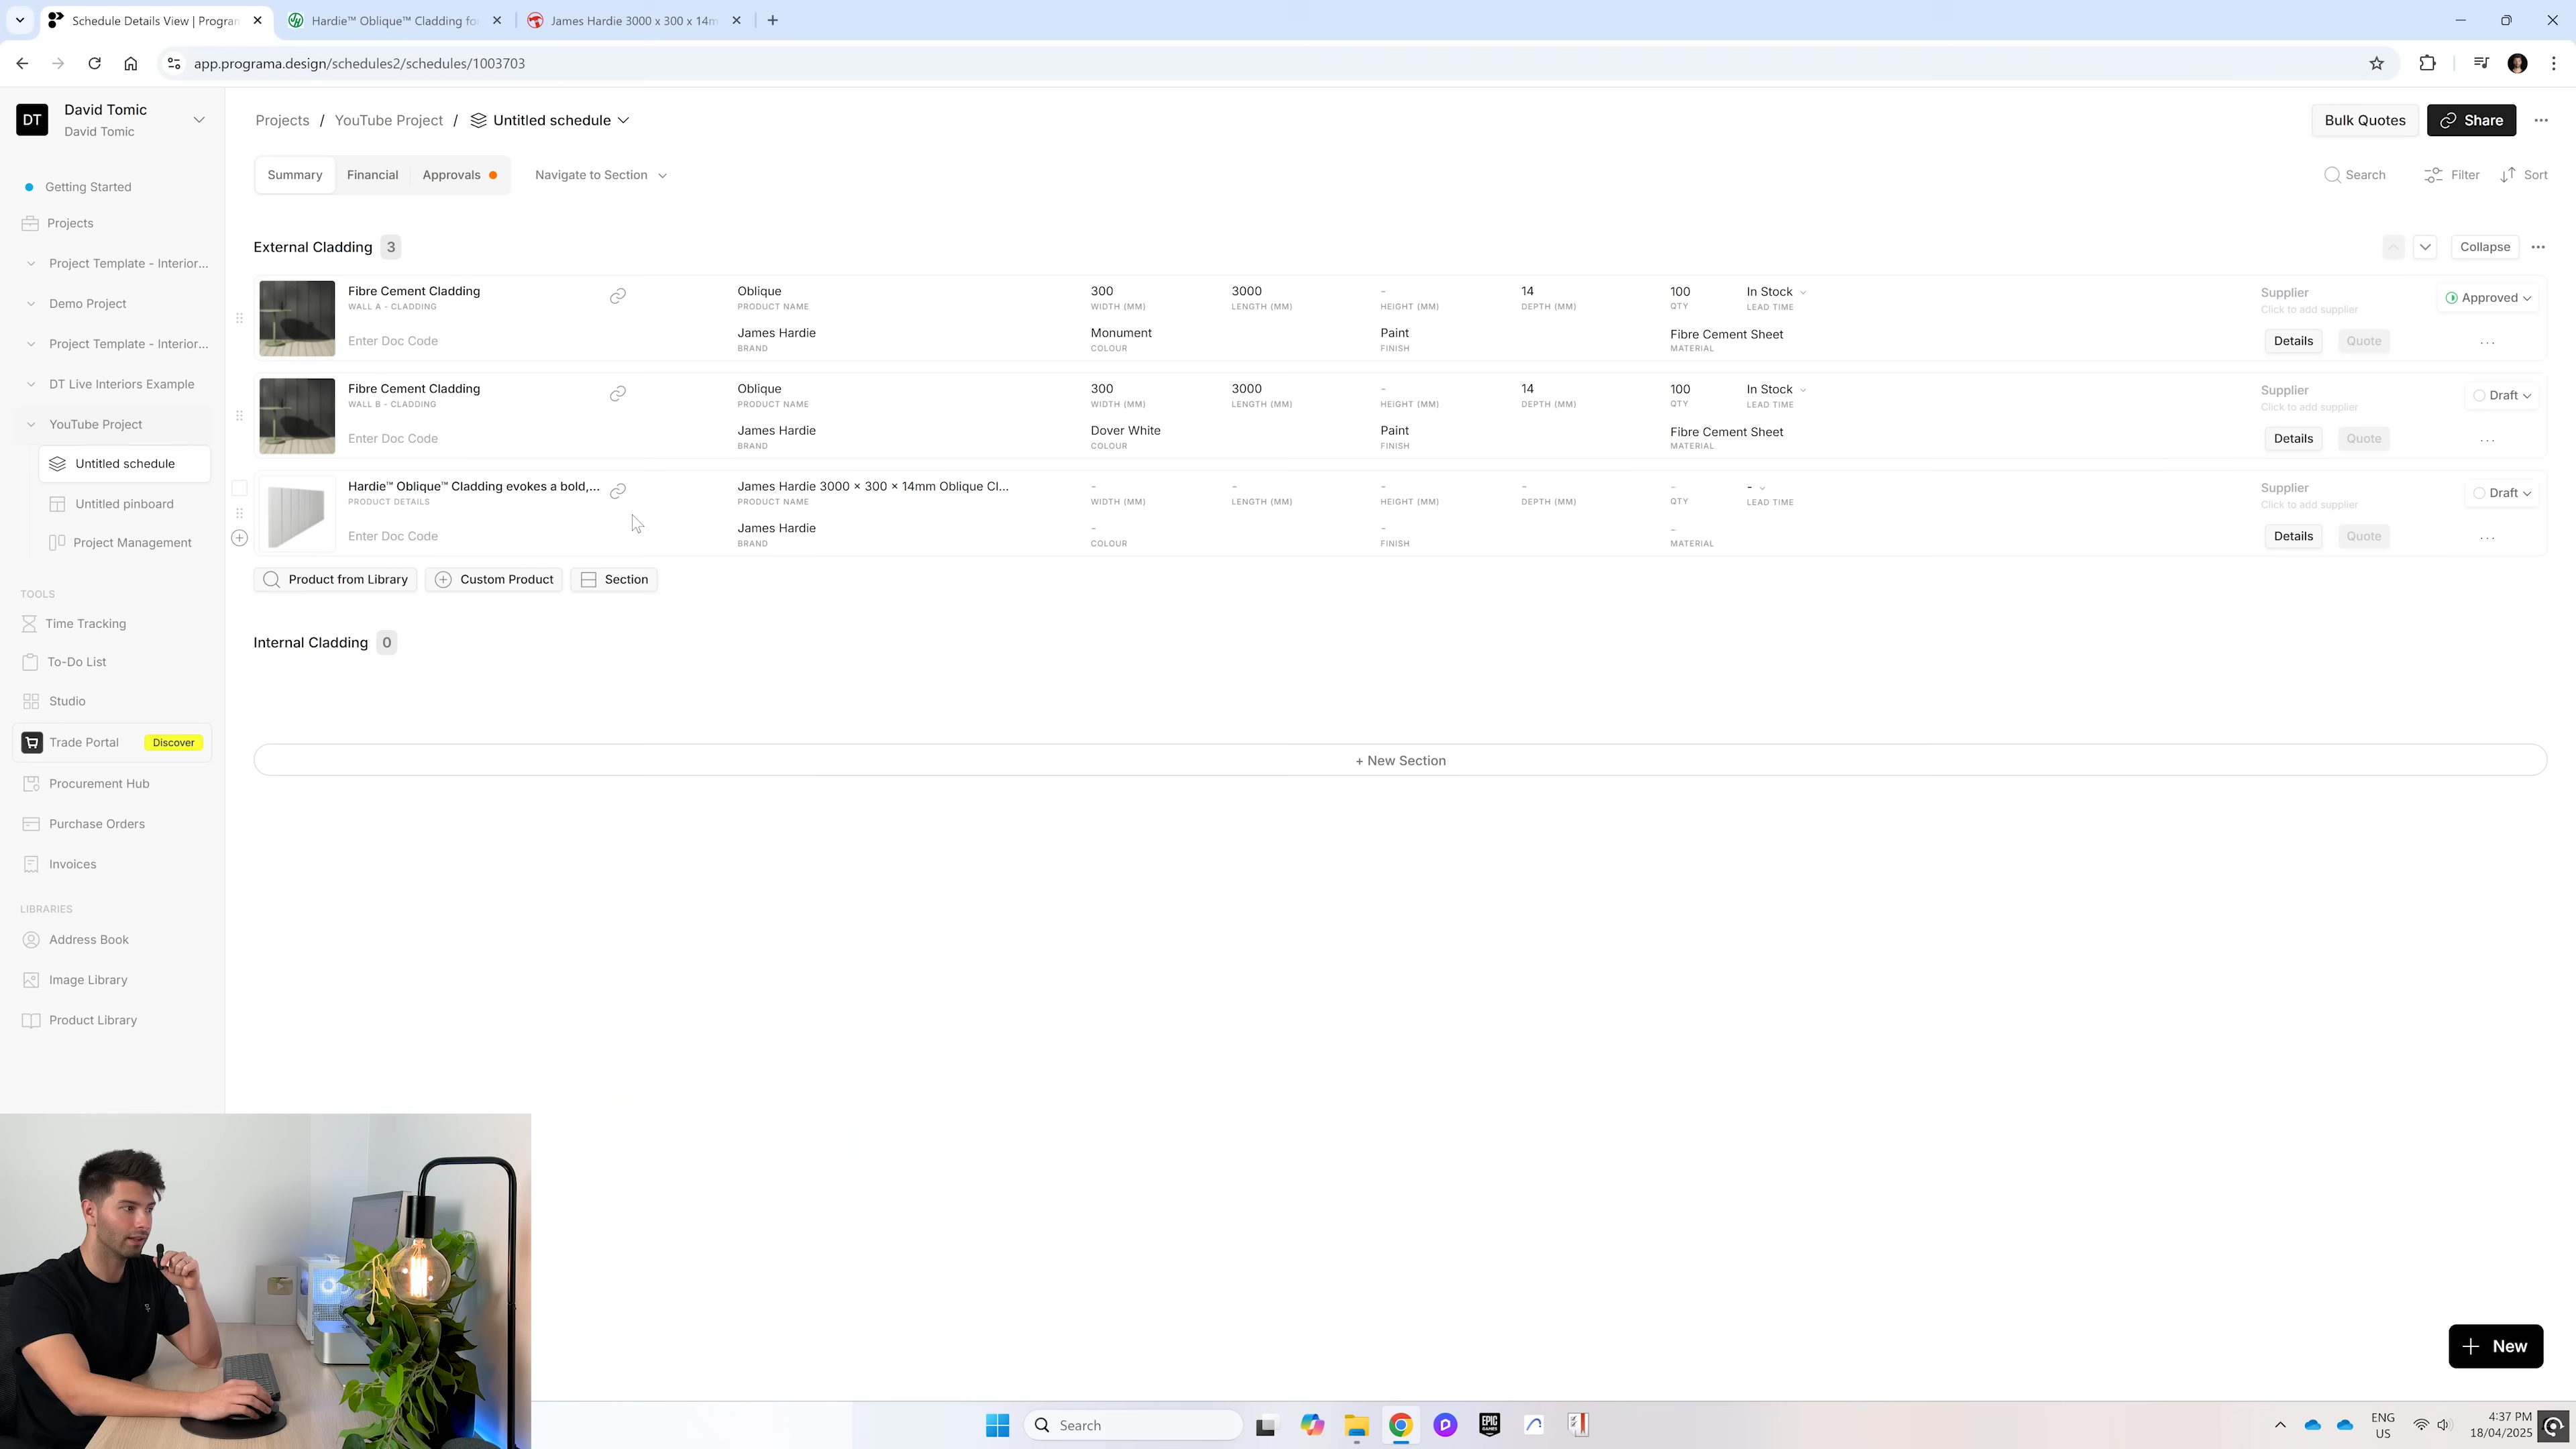 Schedule Details View | Progran
Hardie™ Oblique™ Cladding fo
James Hardie 3000 x 300 x 14m
app.programa.design/schedules2/schedules/1003703
DT
David Tomic
David Tomic
Getting Started
Projects
Project Template - Interior...
Demo Project
Project Template - Interior...
DT Live Interiors Example
YouTube Project
Untitled schedule
Untitled pinboard
Project Management
TOOLS
Time Tracking
To-Do List
Studio
Trade Portal Discover
Procurement Hub
Purchase Orders
Invoices
LIBRARIES
Address Book
Image Library
Product Library
Projects / YouTube Project / Untitled schedule
Bulk Quotes Share
Summary Financial Approvals Navigate to Section
Search Filter Sort
External Cladding 3
Collapse
Fibre Cement Cladding Oblique 300 3000 - 14 100 In Stock Supplier Approved
WALL A - CLADDING PRODUCT NAME WIDTH (MM) LENGTH (MM) HEIGHT (MM) DEPTH (MM) QTY LEAD TIME Click to add supplier
Enter Doc Code James Hardie Monument Paint Fibre Cement Sheet Details Quote ...
BRAND COLOUR FINISH MATERIAL
Fibre Cement Cladding Oblique 300 3000 - 14 100 In Stock Supplier Draft
WALL B - CLADDING PRODUCT NAME WIDTH (MM) LENGTH (MM) HEIGHT (MM) DEPTH (MM) QTY LEAD TIME Click to add supplier
Enter Doc Code James Hardie Dover White Paint Fibre Cement Sheet Details Quote ...
BRAND COLOUR FINISH MATERIAL
Hardie™ Oblique™ Cladding evokes a bold,... James Hardie 3000 × 300 × 14mm Oblique Cl... - - - - - - Supplier Draft
PRODUCT DETAILS PRODUCT NAME WIDTH (MM) LENGTH (MM) HEIGHT (MM) DEPTH (MM) QTY LEAD TIME Click to add supplier
Enter Doc Code James Hardie - - - Details Quote ...
BRAND COLOUR FINISH MATERIAL
Product from Library Custom Product Section
Internal Cladding 0
+ New Section
New
Search
EPIC
GAMES
ENG
US
4:37 PM
18/04/2025